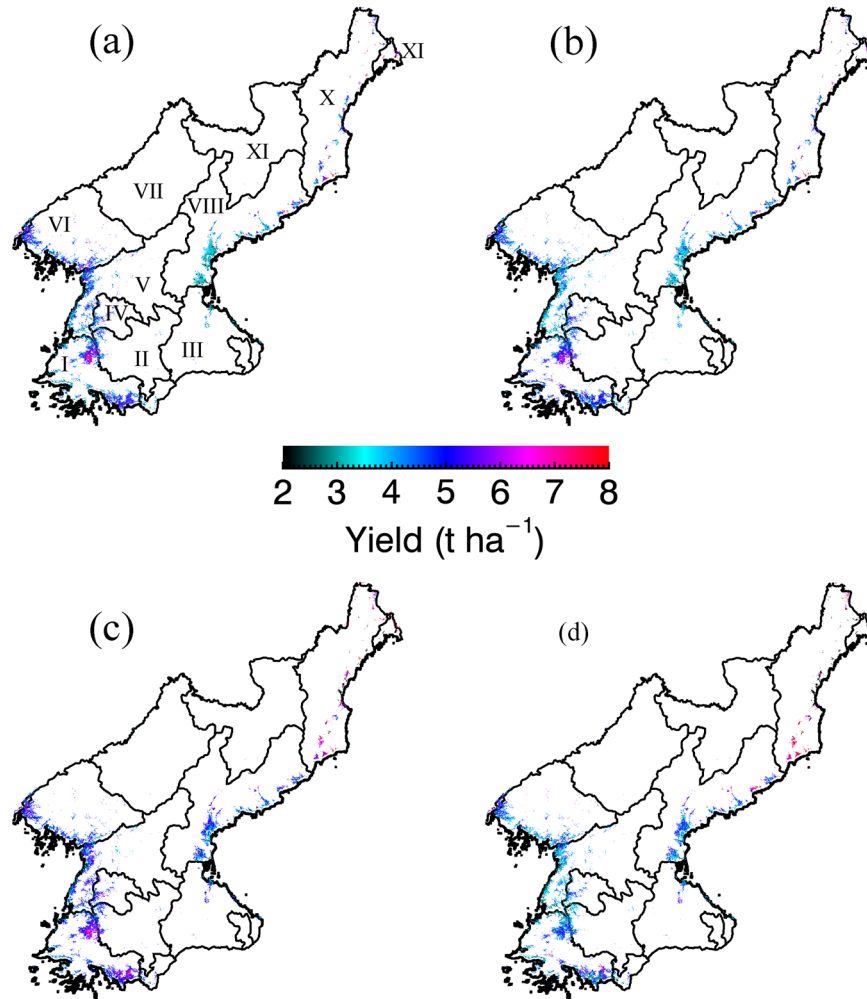 (a)
(b)
XI
X
XI
VII
VIII
VI
V
IV
I
II
III
2 3 4 5 6 7 8
Yield (t ha⁻¹)
(c)
(d)